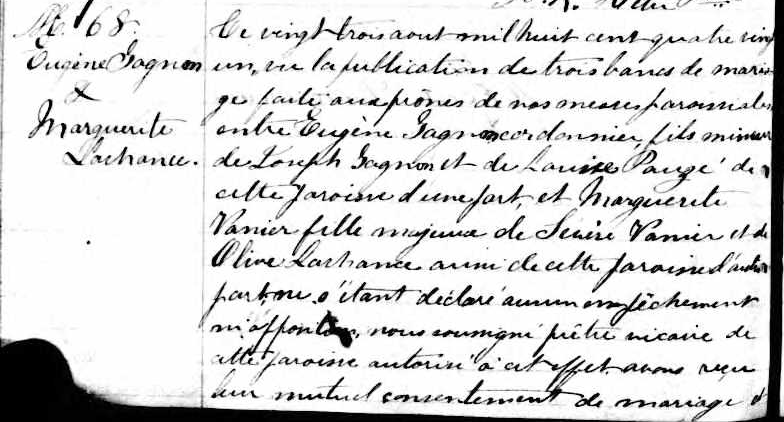 M. 68.
Eugène Gagnon
&
Marguerite
Lachance.
Le vingt trois aout mil huit cent quatre vingt
un, vu la publication de trois bancs de maria
ge faite aux prônes de nos messes paroissiales
entre Eugène Gagnon cordonnier, fils mineur
de Joseph Gagnon et de Louise Paugé de
cette paroisse d'une part, et Marguerite
Vanier fille majeure de Sévère Vanier et de
Olive Lachance aussi de cette paroisse d'autre
part, ne s'étant déclaré aucun empêchement
ni opposition, nous soussigné prêtre vicaire de
cette paroisse autorisé à cet effet avons reçu
leur mutuel consentement de mariage et